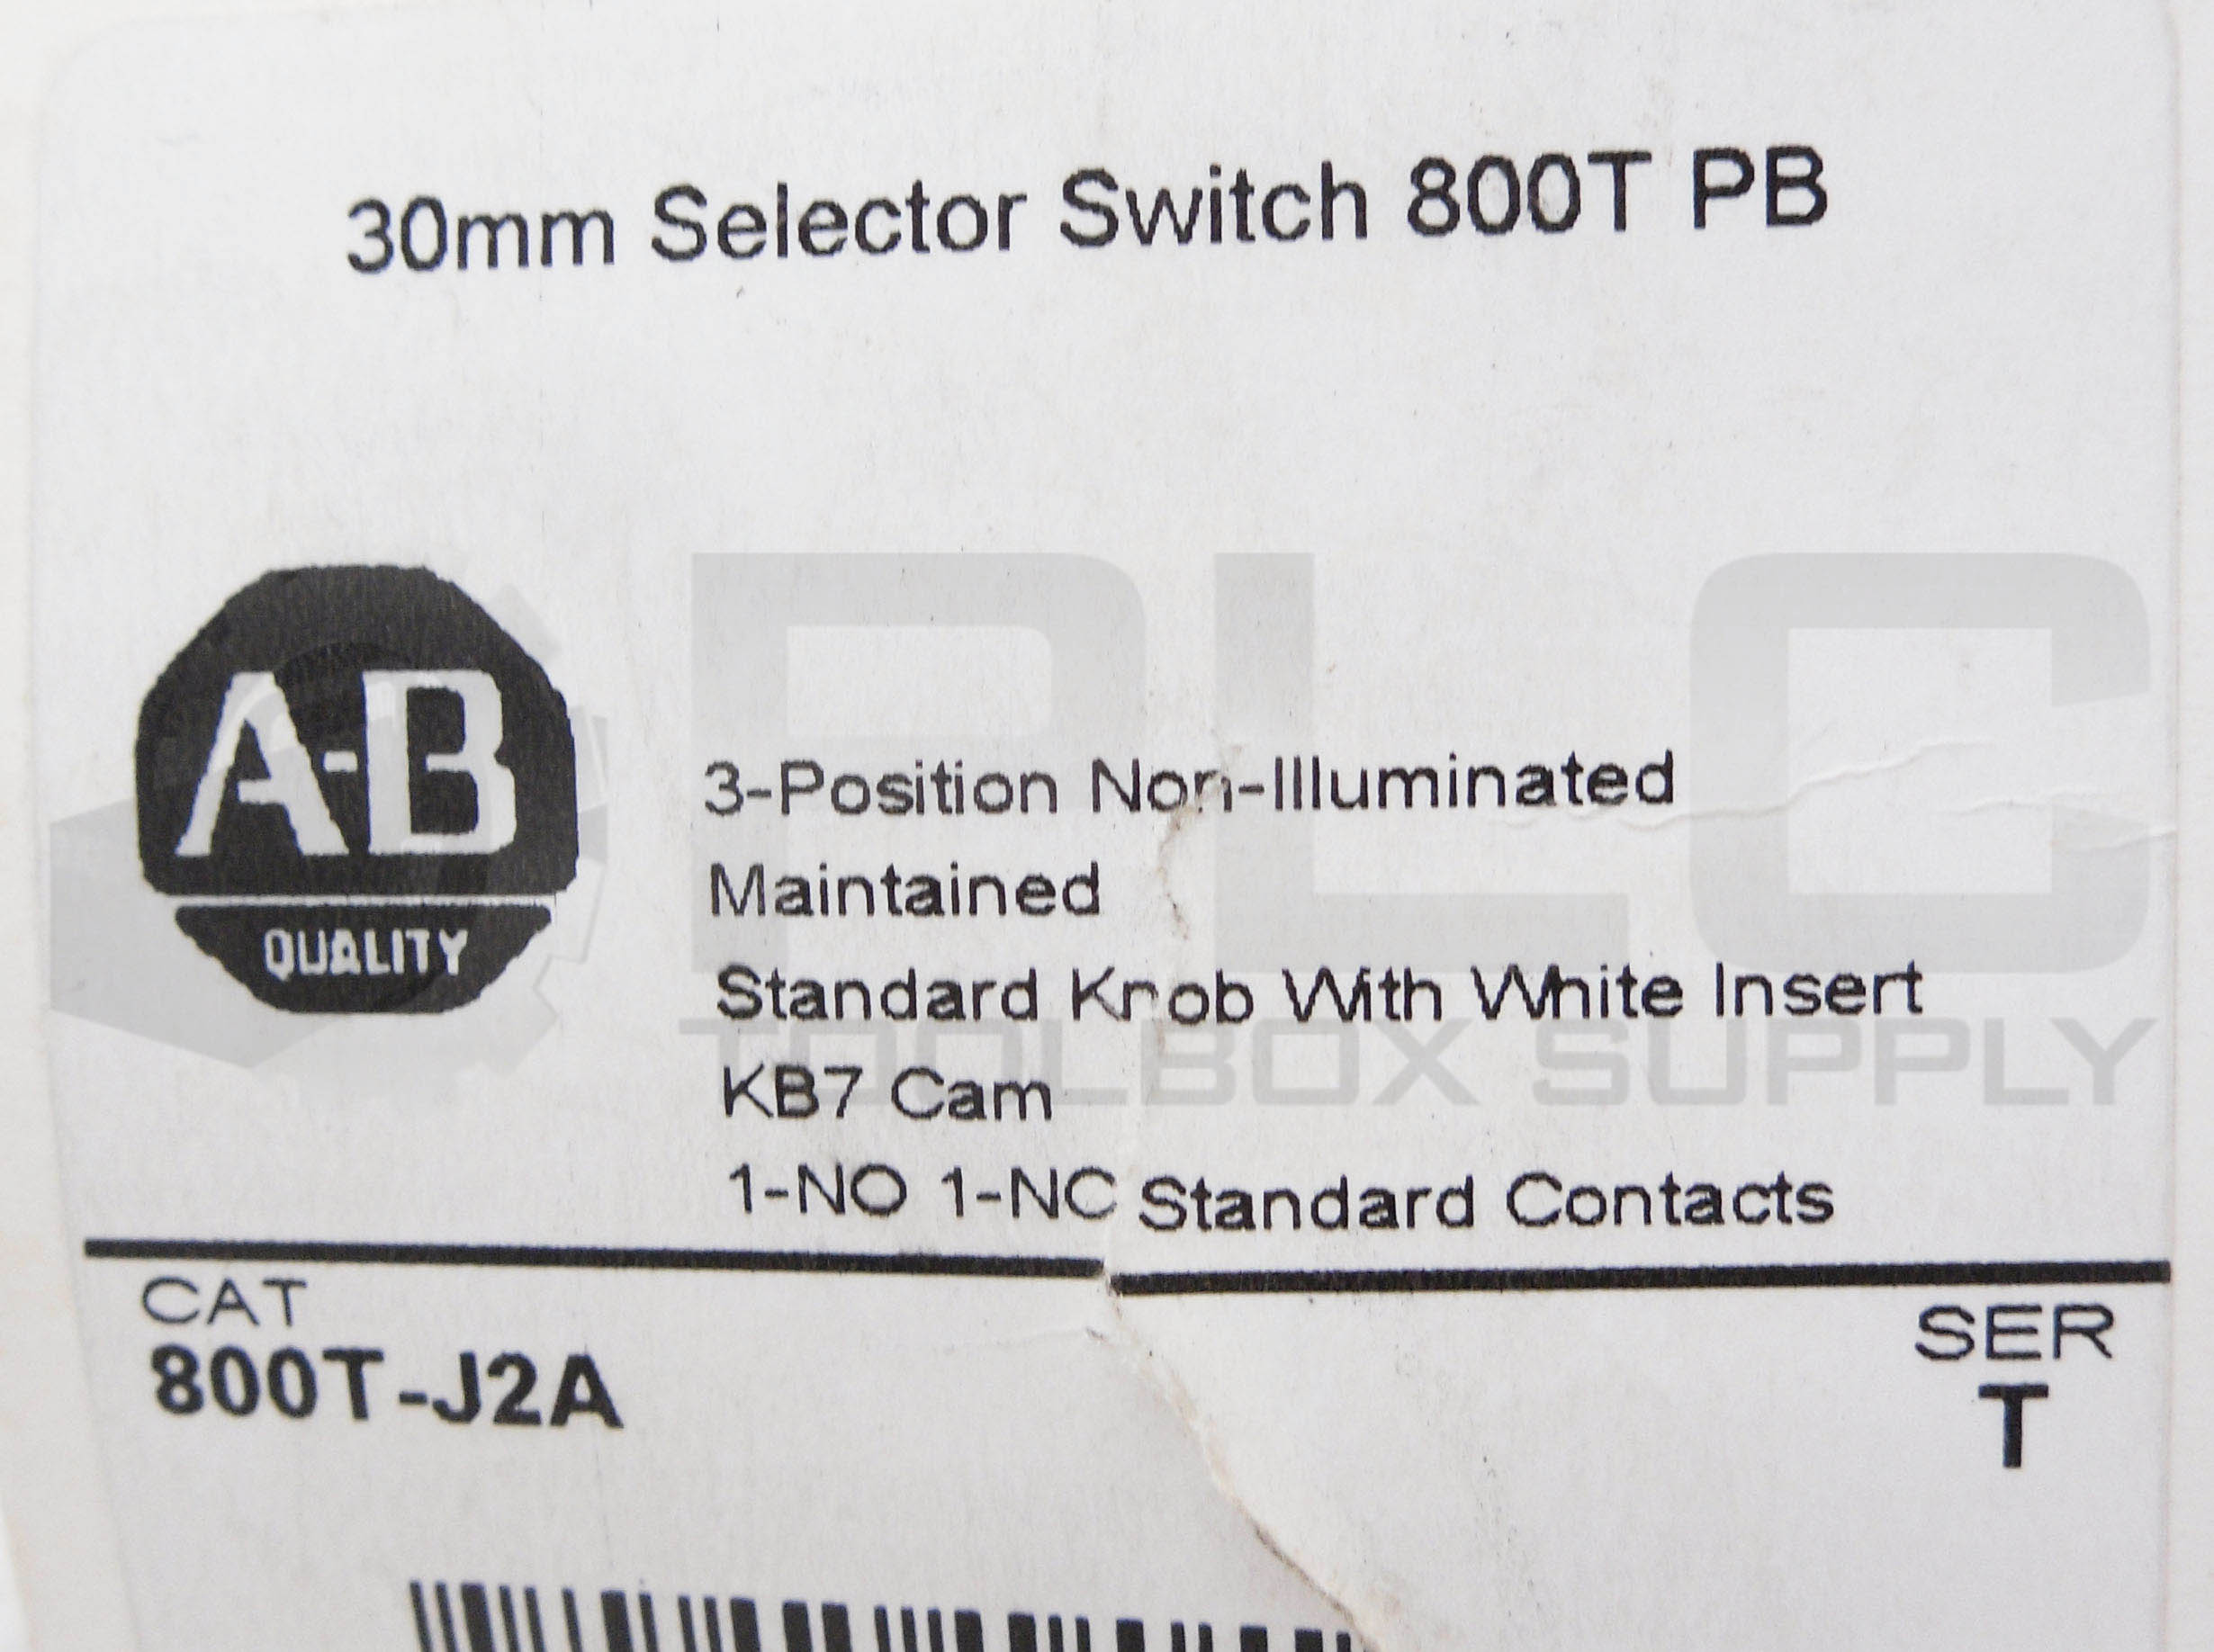 30mm Selector Switch 800T PB
A-B
QUALITY
PLC
TOOLBOX SUPPLY
3-Position Non-Illuminated
Maintained
Standard Knob With White Insert
KB7 Cam
1-NO 1-NC Standard Contacts
CAT
800T-J2A
SER
T